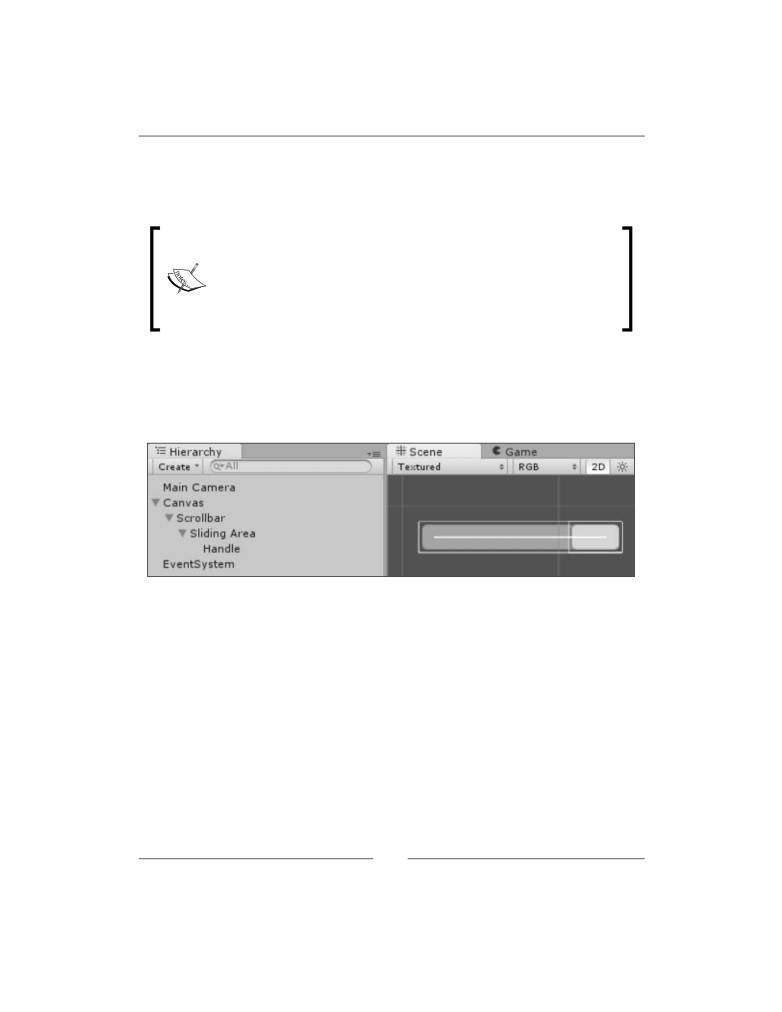 Hierarchy
Create
All
Main Camera
Canvas
Scrollbar
Sliding Area
Handle
EventSystem
Scene
Game
Textured
RGB
2D